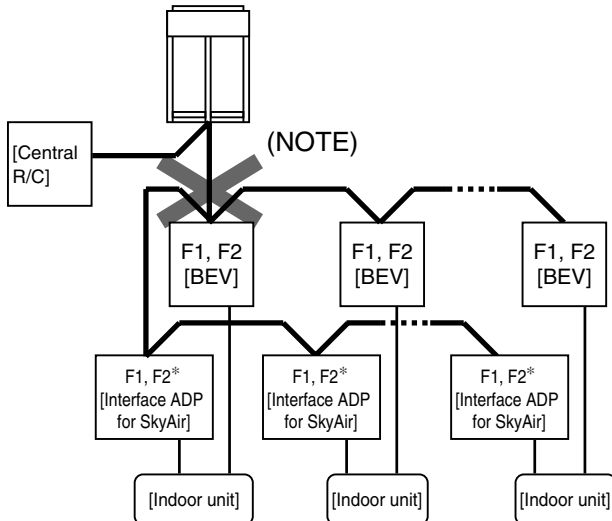 (NOTE)
[Central
R/C]
F1, F2
[BEV]
F1, F2
[BEV]
F1, F2
[BEV]
F1, F2*
[Interface ADP
for SkyAir]
F1, F2*
[Interface ADP
for SkyAir]
F1, F2*
[Interface ADP
for SkyAir]
[Indoor unit]
[Indoor unit]
[Indoor unit]